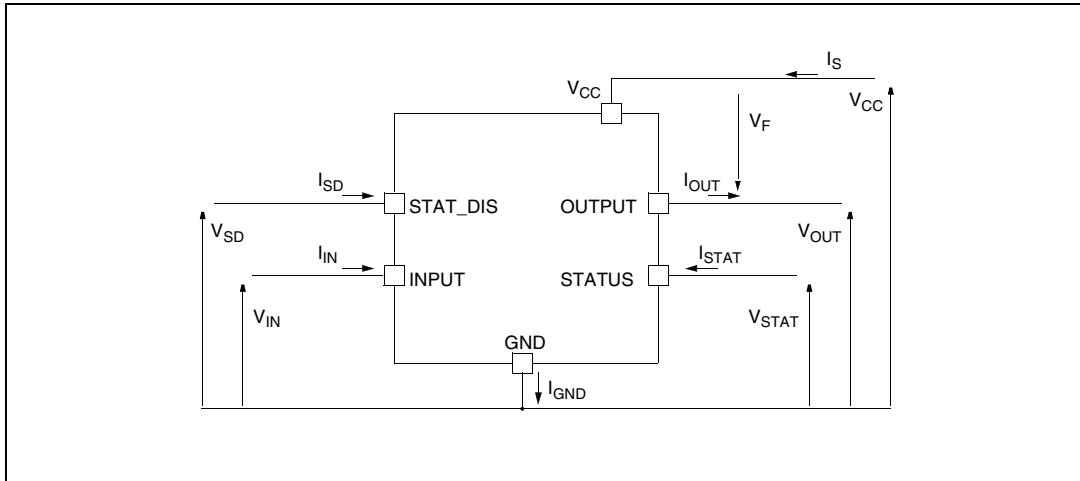 I_S
V_CC
V_CC
V_F
I_SD
I_OUT
STAT_DIS
OUTPUT
V_SD
V_OUT
I_IN
I_STAT
INPUT
STATUS
V_IN
V_STAT
GND
I_GND